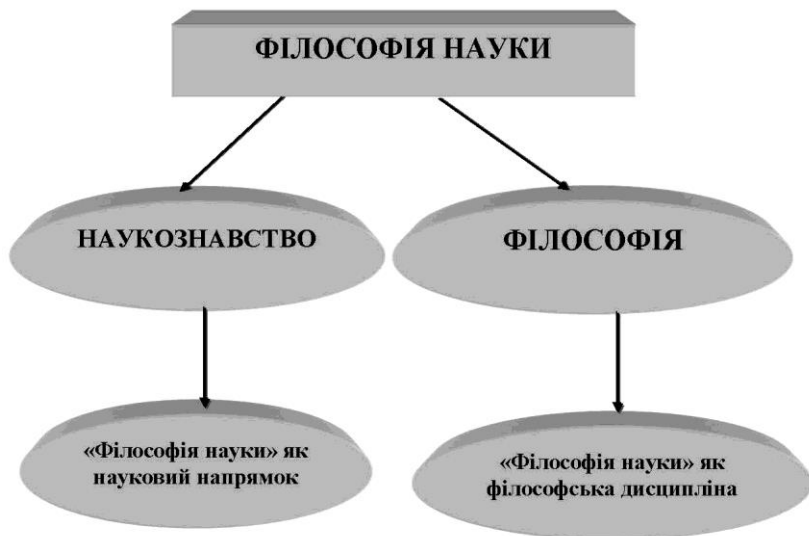 ФІЛОСОФІЯ НАУКИ
НАУКОЗНАВСТВО
ФІЛОСОФІЯ
«Філософія науки» як
науковий напрямок
«Філософія науки» як
філософська дисципліна